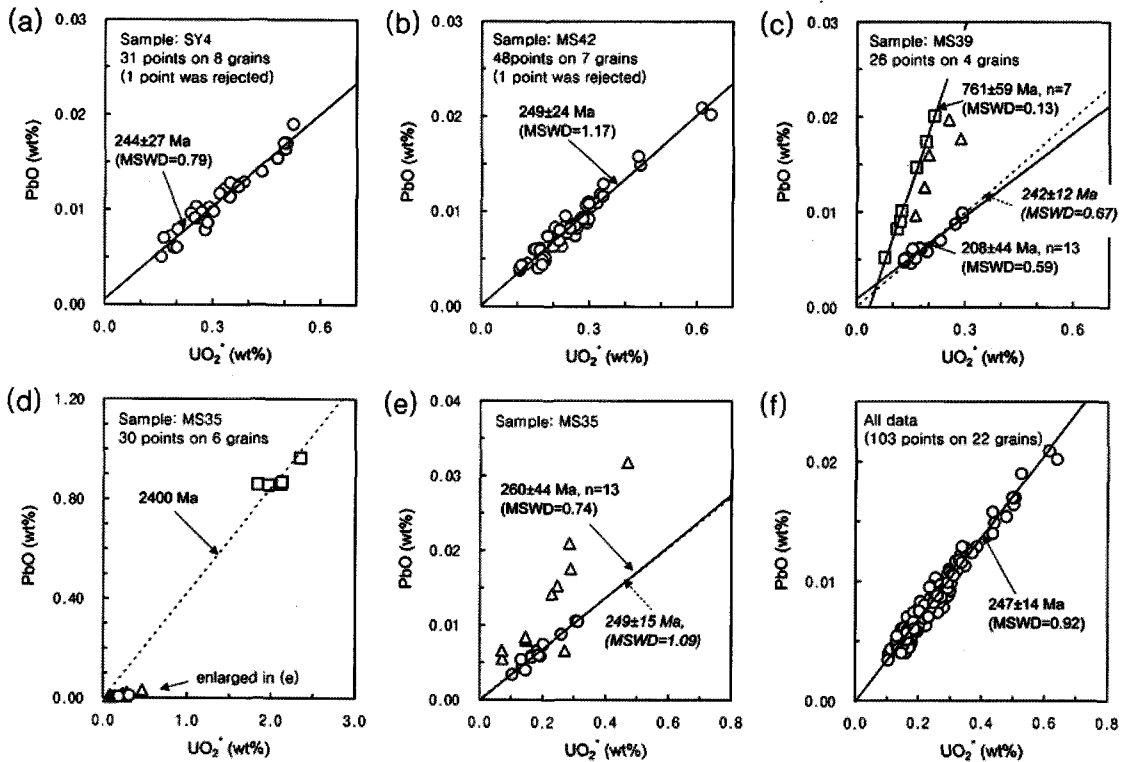 (a)
Sample: SY4
31 points on 8 grains
(1 point was rejected)
244±27 Ma
(MSWD=0.79)
PbO (wt%)
0.03
0.02
0.01
0.00
0.0
0.3
0.6
UO2* (wt%)
(b)
Sample: MS42
48points on 7 grains
(1 point was rejected)
249±24 Ma
(MSWD=1.17)
PbO (wt%)
0.03
0.02
0.01
0.00
0.0
0.3
0.6
UO2* (wt%)
(c)
Sample: MS39
26 points on 4 grains
761±59 Ma, n=7
(MSWD=0.13)
242±12 Ma
(MSWD=0.67)
208±44 Ma, n=13
(MSWD=0.59)
PbO (wt%)
0.03
0.02
0.01
0.00
0.0
0.3
0.6
UO2* (wt%)
(d)
Sample: MS35
30 points on 6 grains
2400 Ma
enlarged in (e)
PbO (wt%)
1.20
0.80
0.40
0.00
0.0
1.0
2.0
3.0
UO2* (wt%)
(e)
Sample: MS35
260±44 Ma, n=13
(MSWD=0.74)
249±15 Ma,
(MSWD=1.09)
PbO (wt%)
0.04
0.03
0.02
0.01
0.00
0.0
0.2
0.4
0.6
0.8
UO2* (wt%)
(f)
All data
(103 points on 22 grains)
247±14 Ma
(MSWD=0.92)
PbO (wt%)
0.02
0.01
0.00
0.0
0.2
0.4
0.6
0.8
UO2* (wt%)